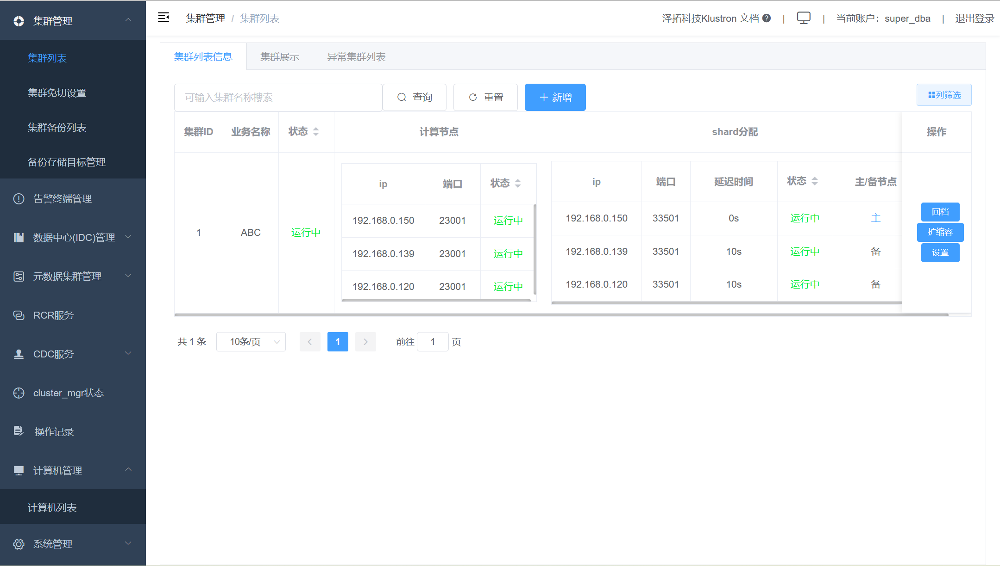 集群管理
集群列表
集群免切设置
集群备份列表
备份存储目标管理
告警终端管理
数据中心(IDC)管理
元数据集群管理
RCR服务
CDC服务
cluster_mgr状态
操作记录
计算机管理
计算机列表
系统管理
集群管理 / 集群列表
泽拓科技Klustron 文档 ? | | 当前账户：super_dba | 退出登录
集群列表信息 集群展示 异常集群列表
可输入集群名称搜索 查询 重置 新增 列筛选
集群ID 业务名称 状态 计算节点 shard分配 操作
ip 端口 状态
192.168.0.150 23001 运行中
192.168.0.139 23001 运行中
192.168.0.120 23001 运行中
1 ABC 运行中
ip 端口 延迟时间 状态 主/备节点
192.168.0.150 33501 0s 运行中 主
192.168.0.139 33501 10s 运行中 备
192.168.0.120 33501 10s 运行中 备
回档
扩缩容
设置
共 1 条 10条/页 1 前往 1 页